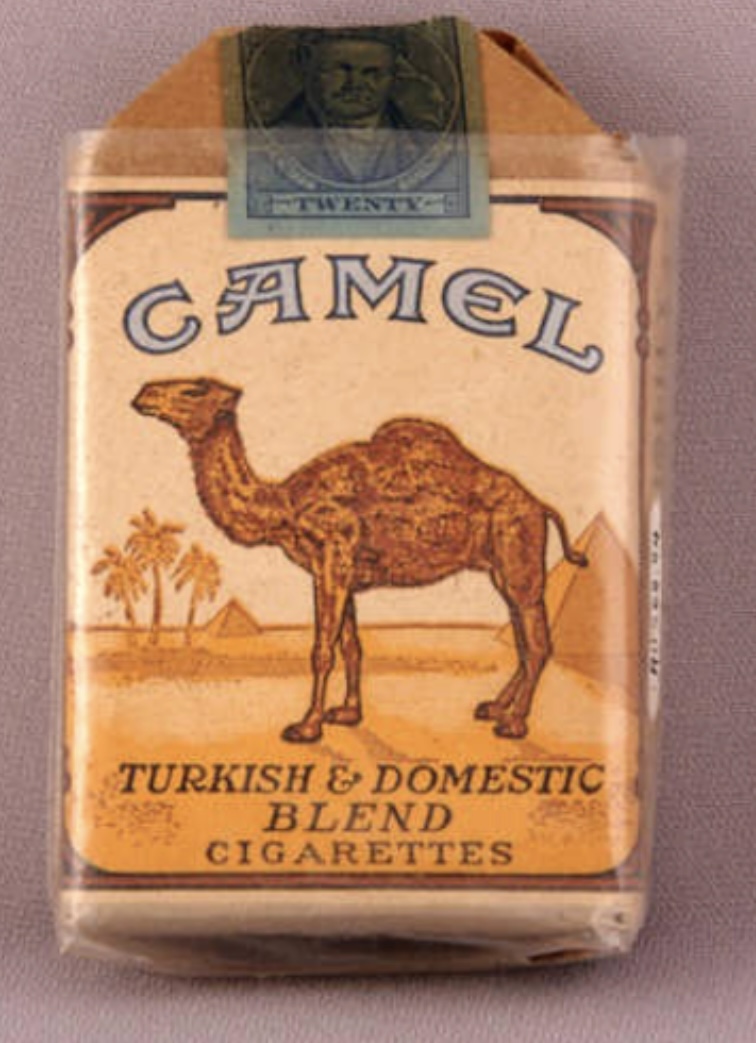 TWENTY
CAMEL
TURKISH & DOMESTIC
BLEND
CIGARETTES